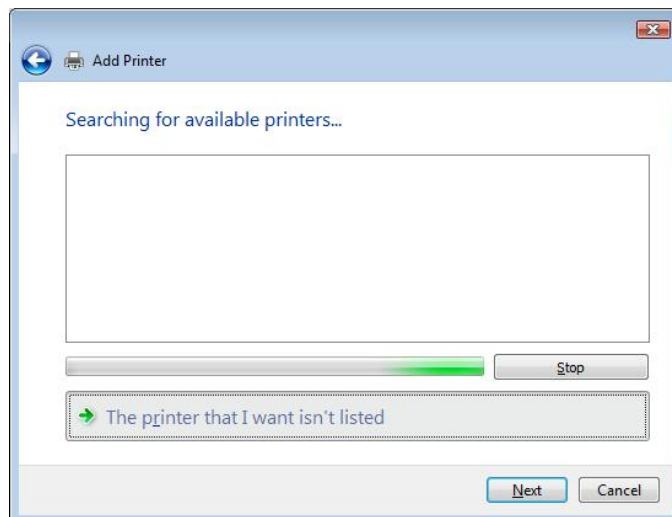 Add Printer
Searching for available printers...
Stop
The printer that I want isn't listed
Next
Cancel